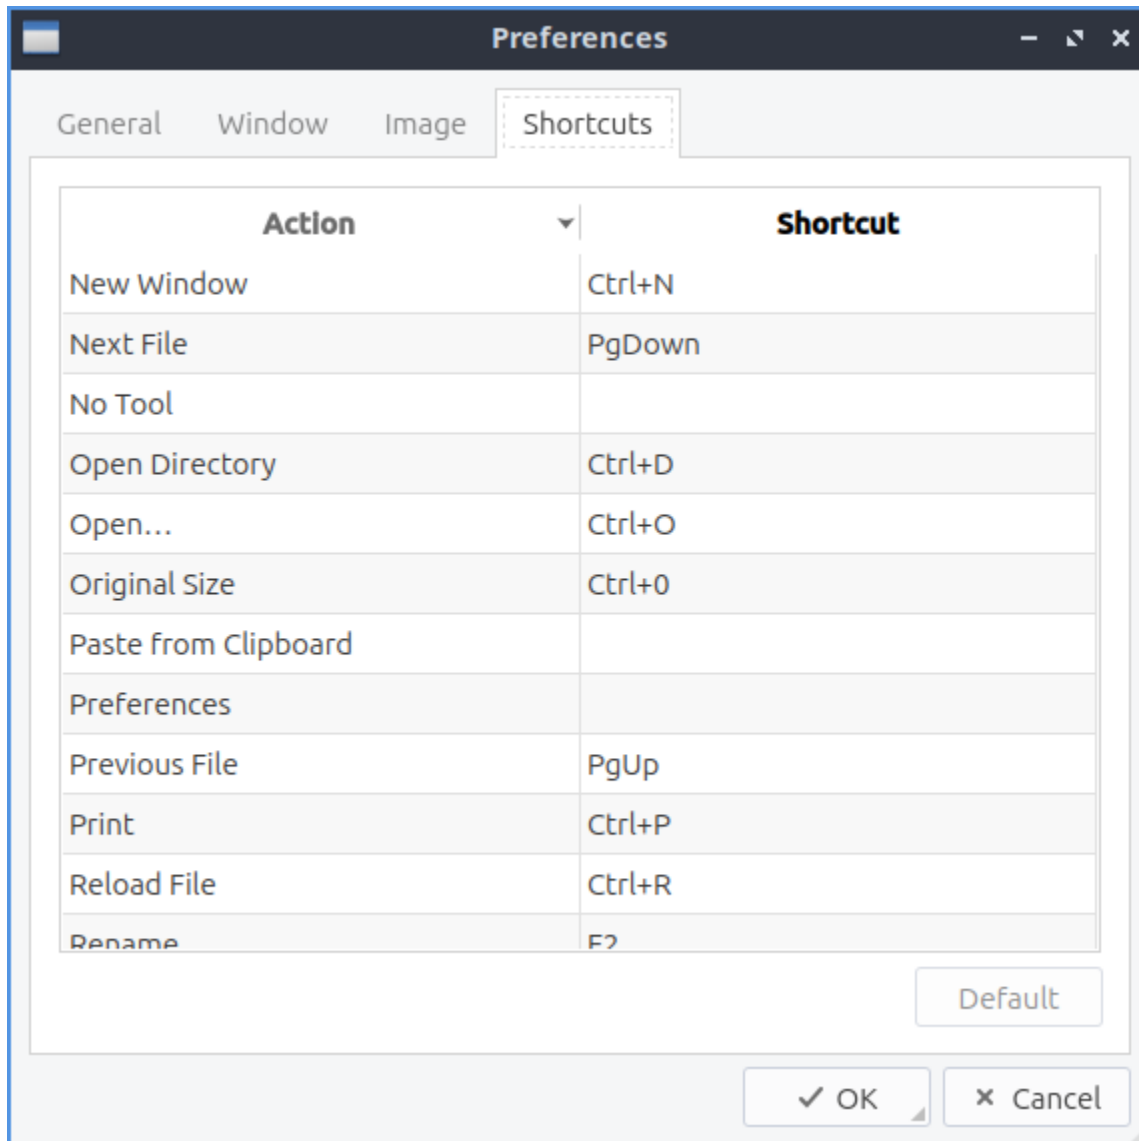 Preferences
General Window Image Shortcuts
Action Shortcut
New Window Ctrl+N
Next File PgDown
No Tool
Open Directory Ctrl+D
Open... Ctrl+O
Original Size Ctrl+0
Paste from Clipboard
Preferences
Previous File PgUp
Print Ctrl+P
Reload File Ctrl+R
Rename F2
Default
OK Cancel